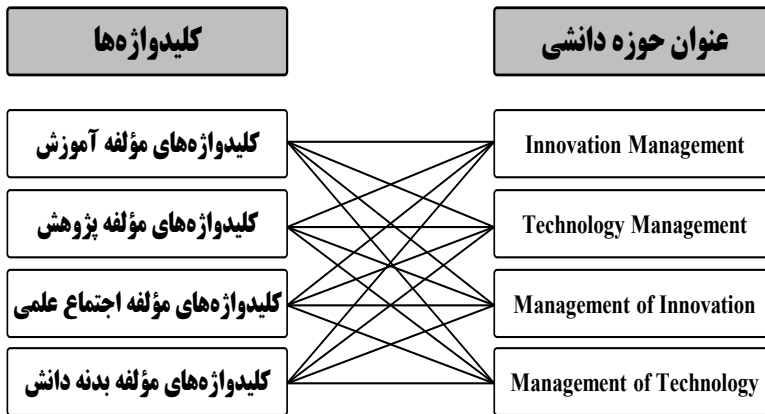 عنوان حوزه دانشی
کلیدواژه‌ها
Innovation Management
کلیدواژه‌های مؤلفه آموزش
Technology Management
کلیدواژه‌های مؤلفه پژوهش
Management of Innovation
کلیدواژه‌های مؤلفه اجتماع علمی
Management of Technology
کلیدواژه‌های مؤلفه بدنه دانش